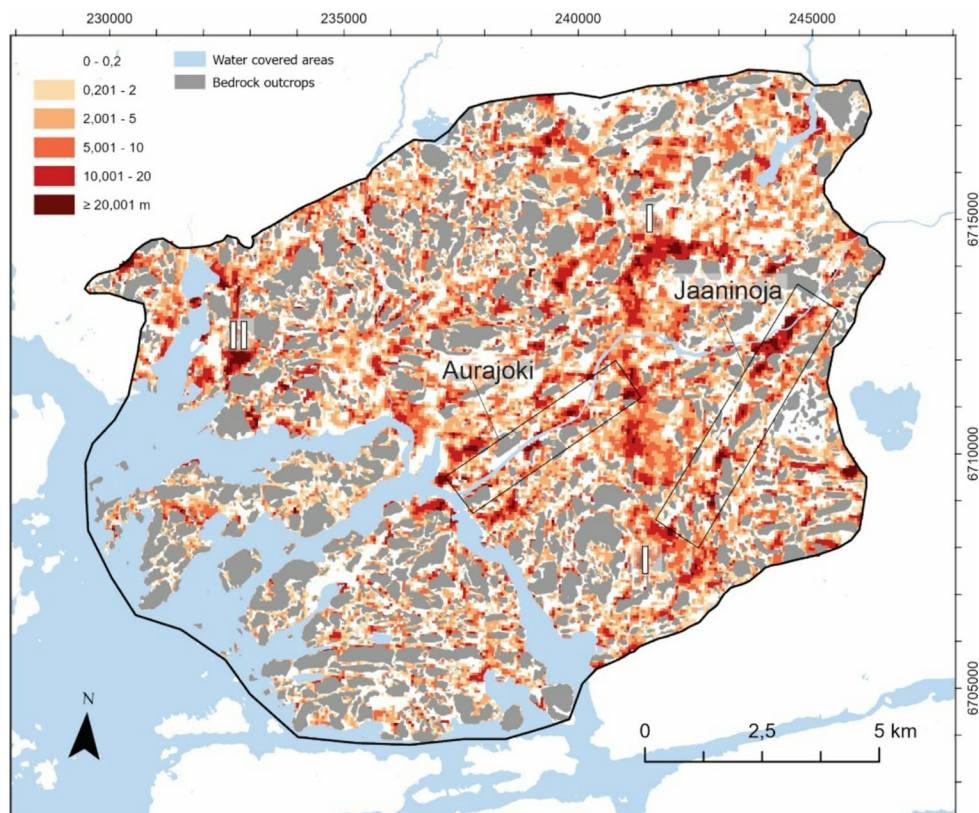 230000
235000
240000
245000
0 - 0,2
0,201 - 2
2,001 - 5
5,001 - 10
10,001 - 20
≥ 20,001 m
Water covered areas
Bedrock outcrops
6715000
I
Jaaninoja
II
Aurajoki
6710000
I
6705000
N
0 2,5 5 km